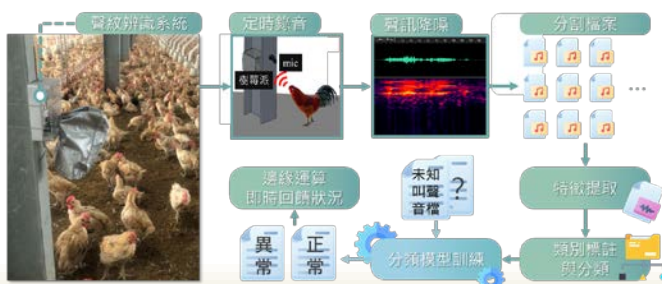 聲紋辨識系統
定時錄音
聲訊降噪
分割檔案
mic
樹莓派
...
特徵提取
類別標註
與分類
分類模型訓練
未知
叫聲
音檔
?
異常
正常
邊緣運算
即時回饋狀況